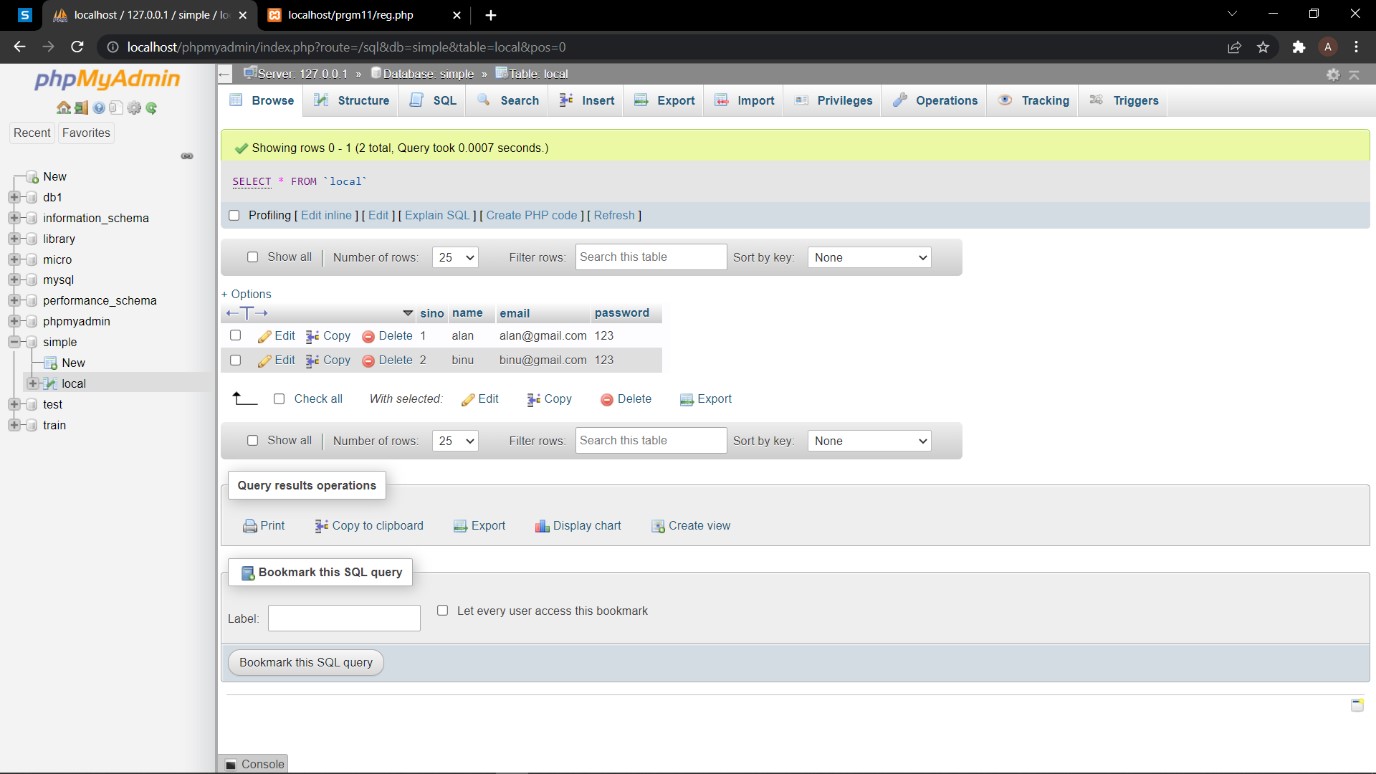 S localhost / 127.0.0.1 / simple / lo localhost/prgm11/reg.php
localhost/phpmyadmin/index.php?route=/sql&db=simple&table=local&pos=0 A
phpMyAdmin
Recent Favorites
New
db1
information_schema
library
micro
mysql
performance_schema
phpmyadmin
simple
New
local
test
train
Server: 127.0.0.1 » Database: simple » Table: local
Browse Structure SQL Search Insert Export Import Privileges Operations Tracking Triggers
Showing rows 0 - 1 (2 total, Query took 0.0007 seconds.)
SELECT * FROM `local`
Profiling [ Edit inline ] [ Edit ] [ Explain SQL ] [ Create PHP code ] [ Refresh ]
Show all Number of rows: 25 Filter rows: Search this table Sort by key: None
+ Options
←T→ sino name email password
Edit Copy Delete 1 alan alan@gmail.com 123
Edit Copy Delete 2 binu binu@gmail.com 123
Check all With selected: Edit Copy Delete Export
Show all Number of rows: 25 Filter rows: Search this table Sort by key: None
Query results operations
Print Copy to clipboard Export Display chart Create view
Bookmark this SQL query
Label: Let every user access this bookmark
Bookmark this SQL query
Console